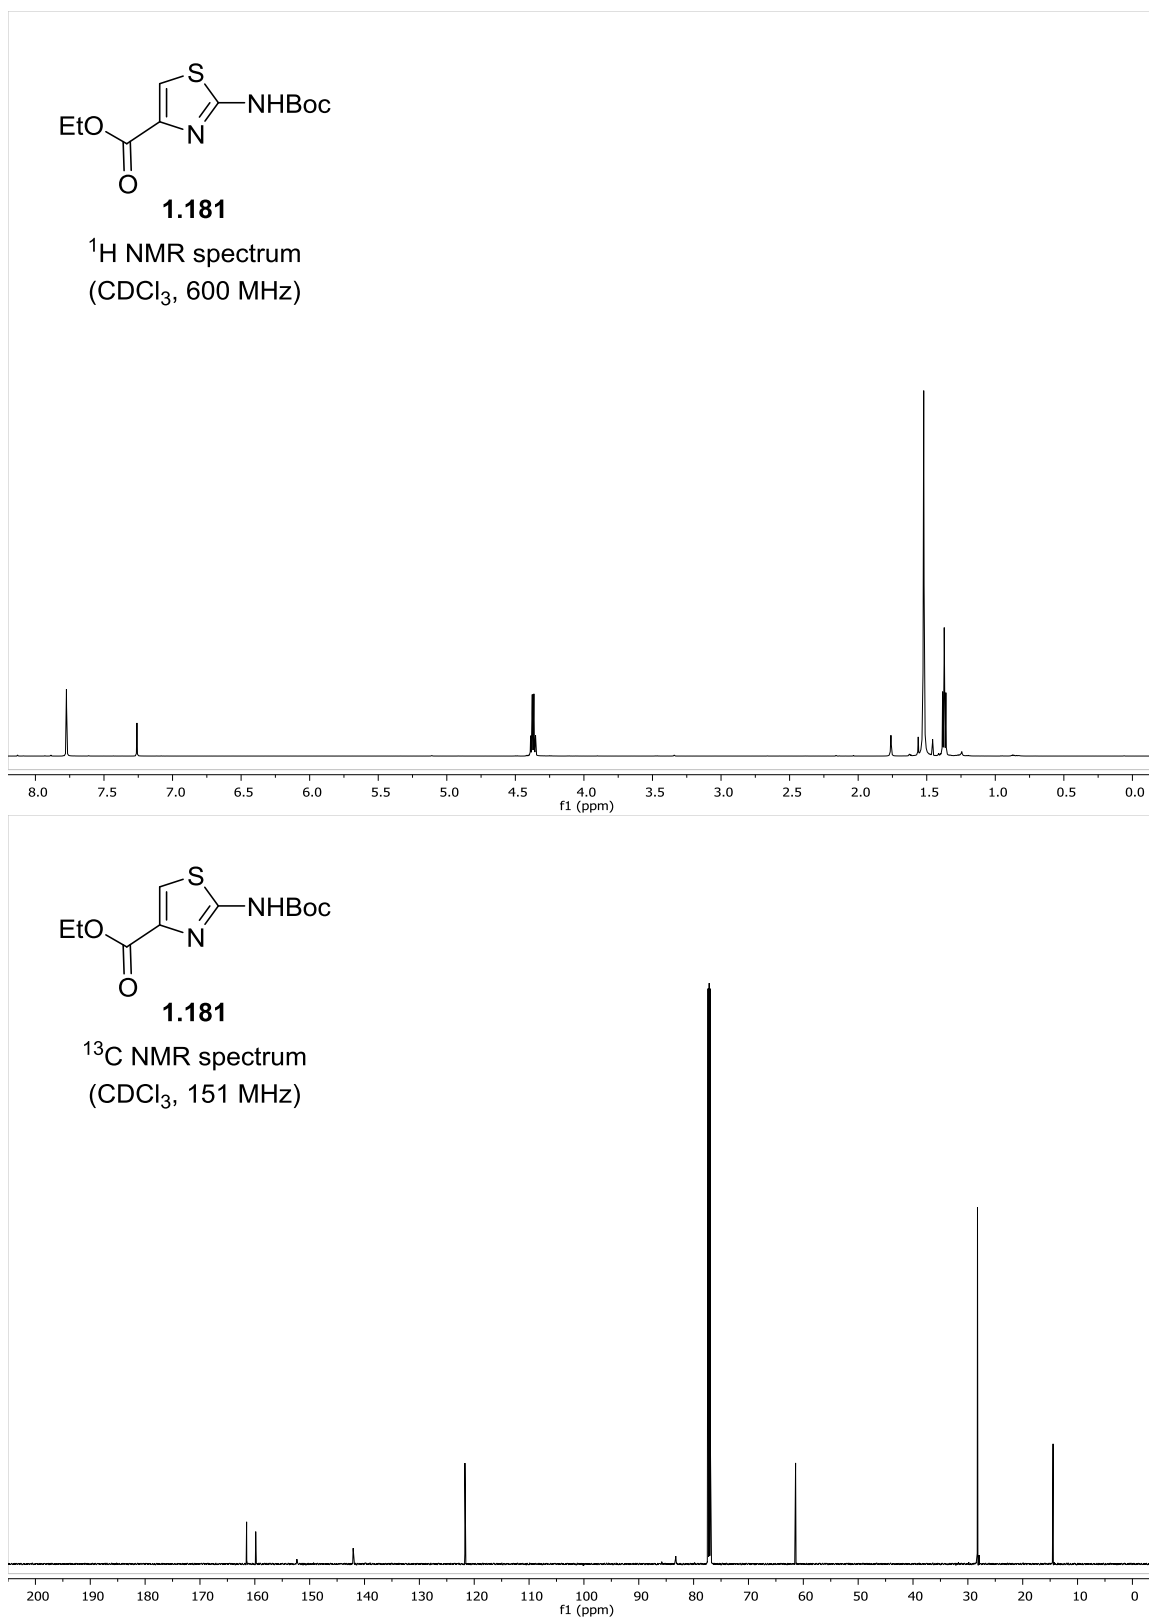 S
NHBoc
EtO
N
O
1.181
¹H NMR spectrum
(CDCl₃, 600 MHz)
8.0 7.5 7.0 6.5 6.0 5.5 5.0 4.5 4.0 3.5 3.0 2.5 2.0 1.5 1.0 0.5 0.0
f1 (ppm)
S
NHBoc
EtO
N
O
1.181
¹³C NMR spectrum
(CDCl₃, 151 MHz)
200 190 180 170 160 150 140 130 120 110 100 90 80 70 60 50 40 30 20 10 0
f1 (ppm)